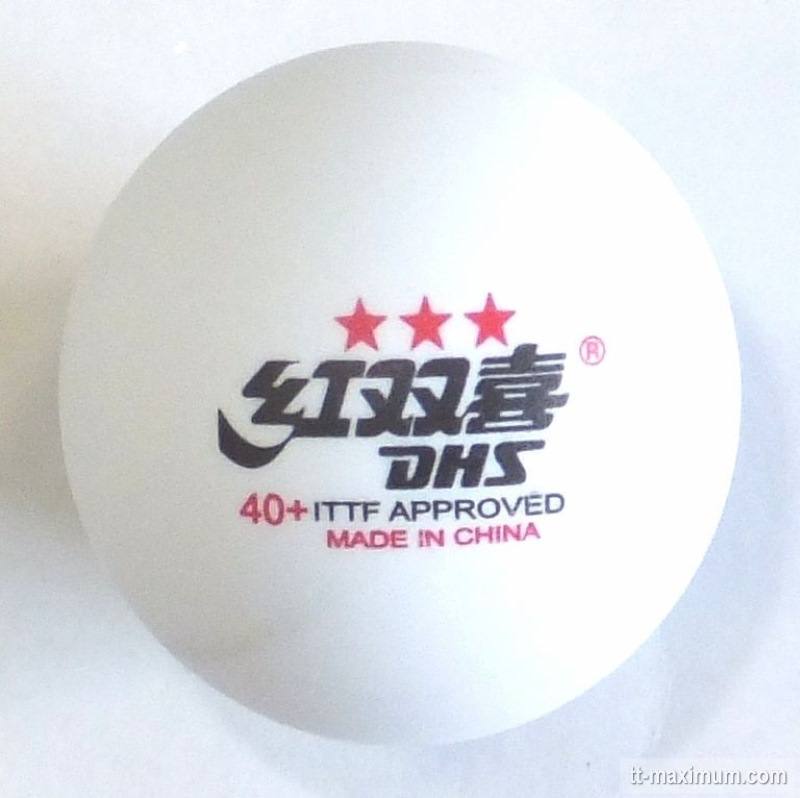 ★★★
红双喜®
DHS
40+ ITTF APPROVED
MADE IN CHINA
tt-maximum.com